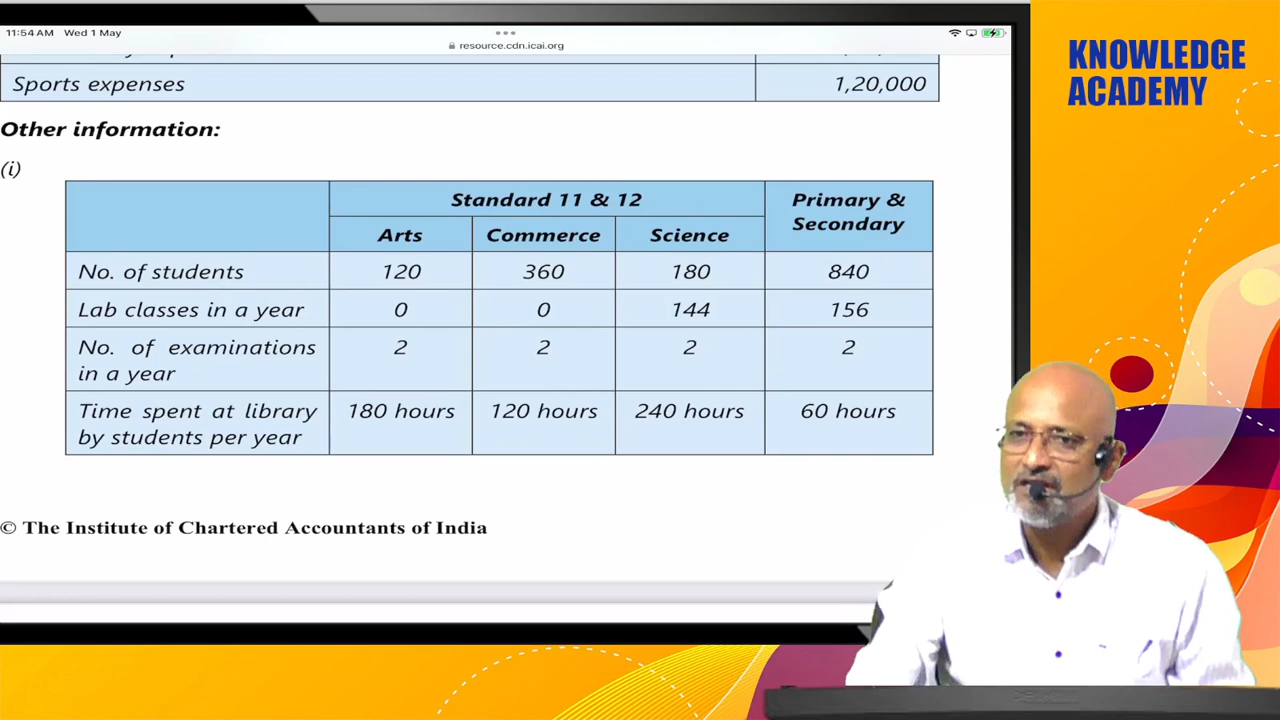 11:54 AM Wed 1 May
resource.cdn.icai.org
KNOWLEDGE
ACADEMY
Sports expenses 1,20,000
Other information:
(i)
Standard 11 & 12 Primary &
Secondary
Arts Commerce Science
No. of students 120 360 180 840
Lab classes in a year 0 0 144 156
No. of examinations 2 2 2 2
in a year
Time spent at library 180 hours 120 hours 240 hours 60 hours
by students per year
© The Institute of Chartered Accountants of India